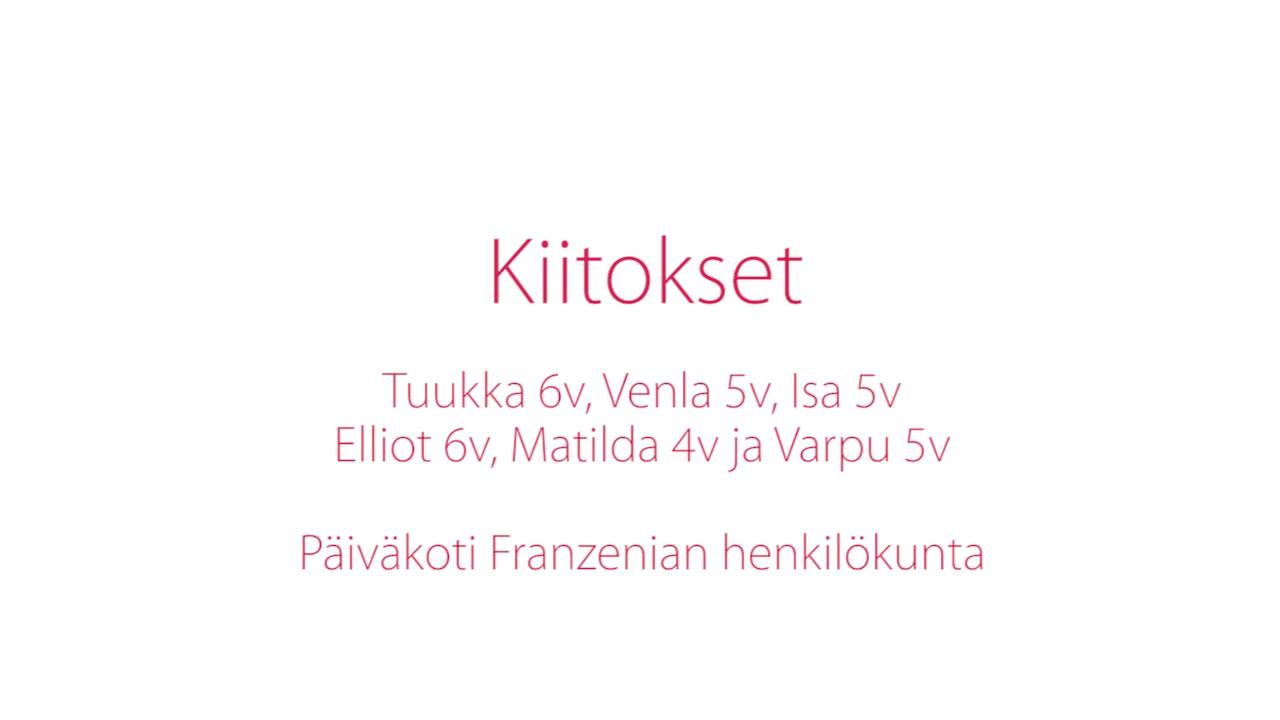 Kiitokset
Tuukka 6v, Venla 5v, Isa 5v
Elliot 6v, Matilda 4v ja Varpu 5v
Päiväkoti Franzenian henkilökunta